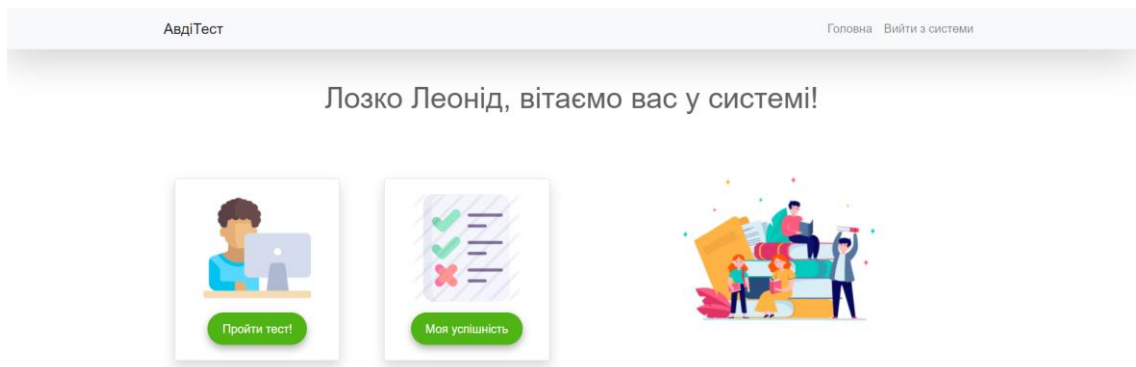 АвдіТест
Головна Вийти з системи
Лозко Леонід, вітаємо вас у системі!
Пройти тест!
Моя успішність